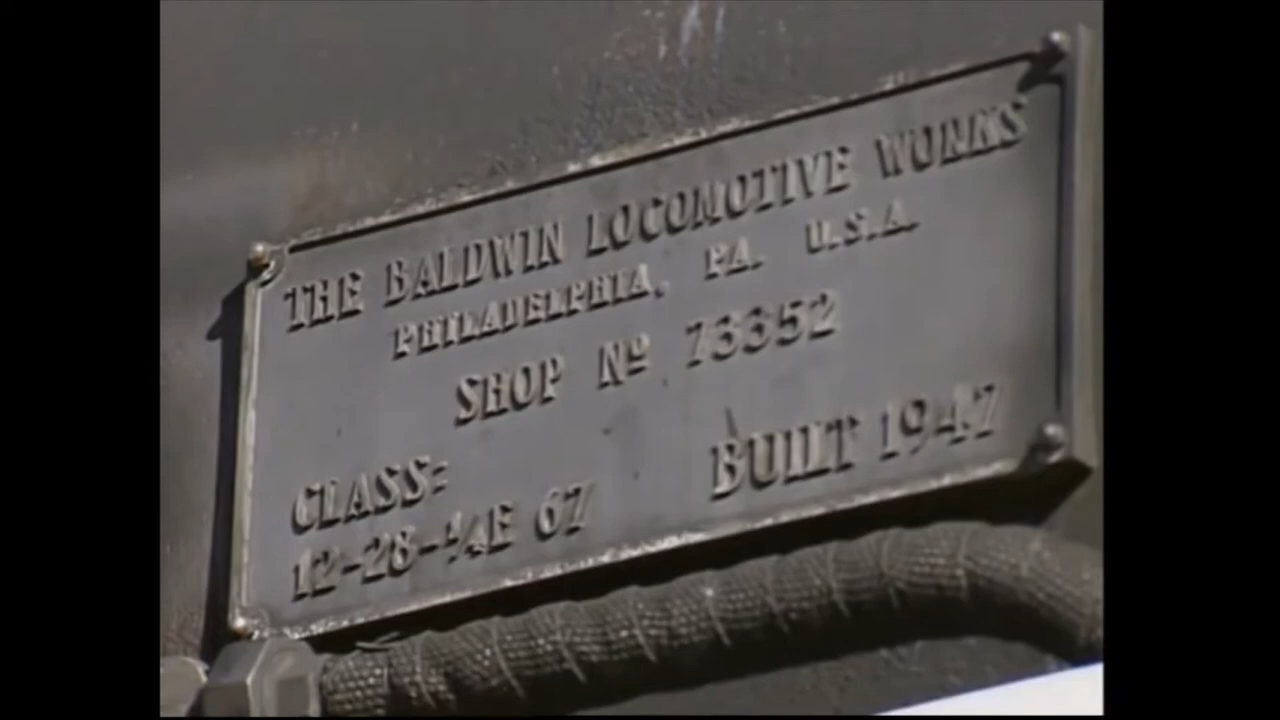 THE BALDWIN LOCOMOTIVE WORKS
PHILADELPHIA, PA. U.S.A.
SHOP Nº 73352
CLASS:
12-28-¼E 67
BUILT 1947